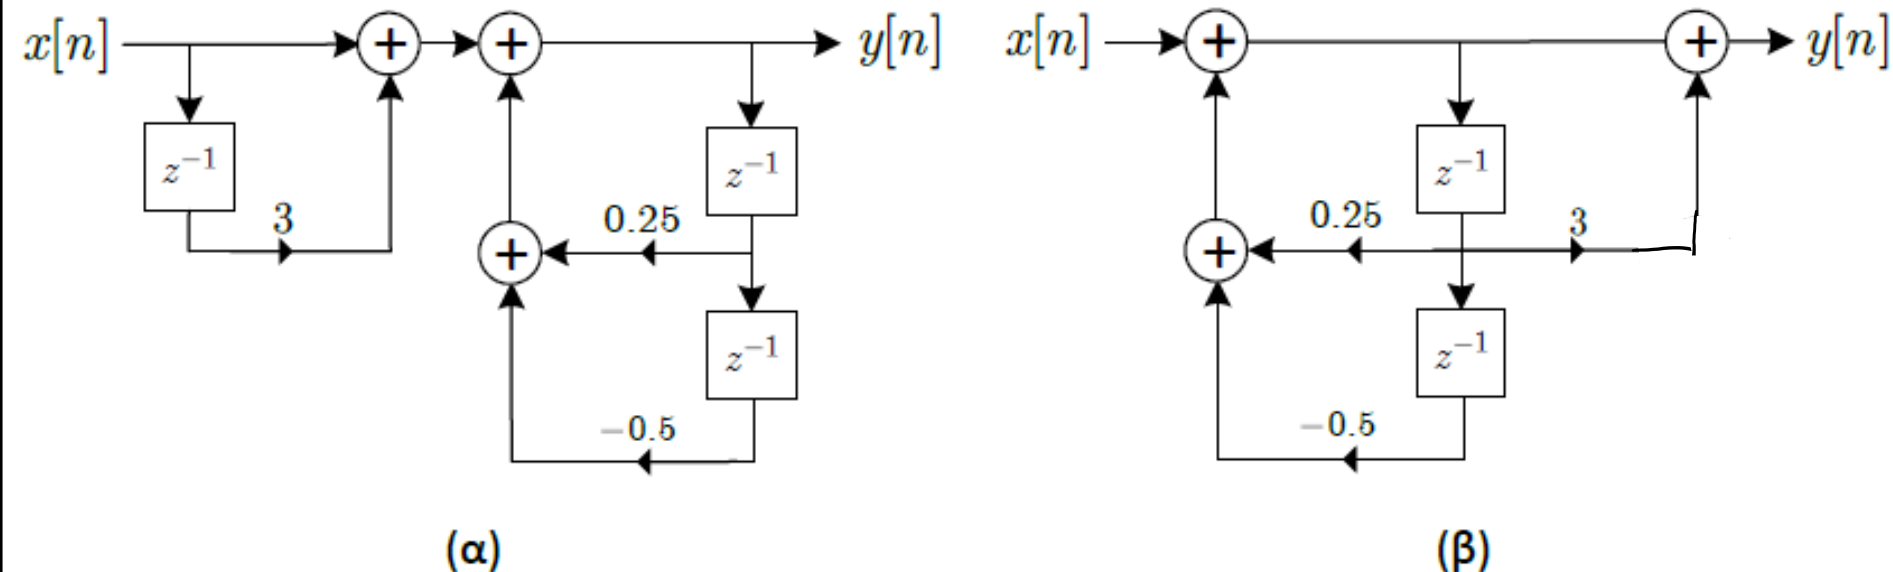 x[n] + + y[n] x[n] + + y[n]
z⁻¹ z⁻¹ z⁻¹
3 0.25 0.25 3
+ +
z⁻¹ z⁻¹
−0.5 −0.5
(α) (β)